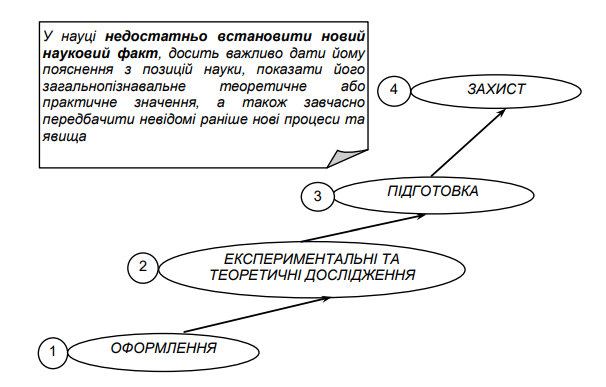 У науці недостатньо встановити новий
науковий факт, досить важливо дати йому
пояснення з позицій науки, показати його
загальнопізнавальне теоретичне або
практичне значення, а також завчасно
передбачити невідомі раніше нові процеси та
явища
4
ЗАХИСТ
3
ПІДГОТОВКА
2
ЕКСПЕРИМЕНТАЛЬНІ ТА
ТЕОРЕТИЧНІ ДОСЛІДЖЕННЯ
1
ОФОРМЛЕННЯ